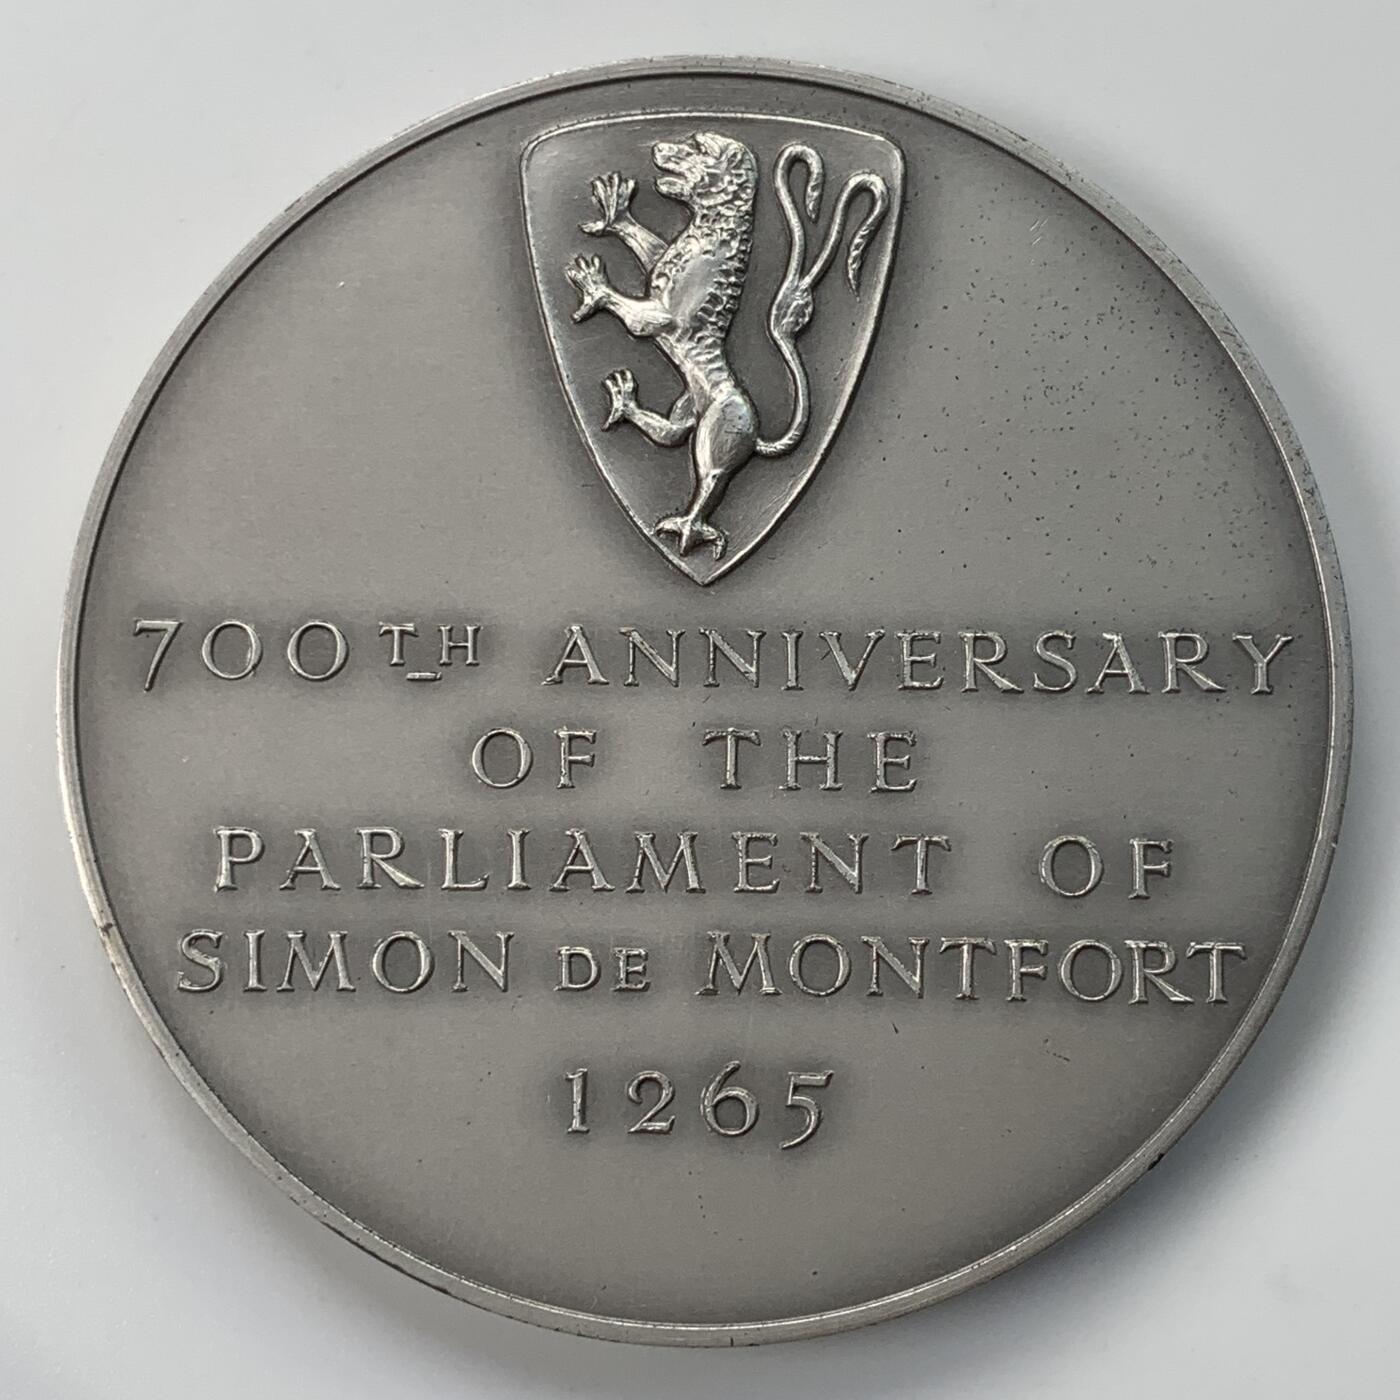 700TH ANNIVERSARY
OF THE
PARLIAMENT OF
SIMON DE MONTFORT
1265